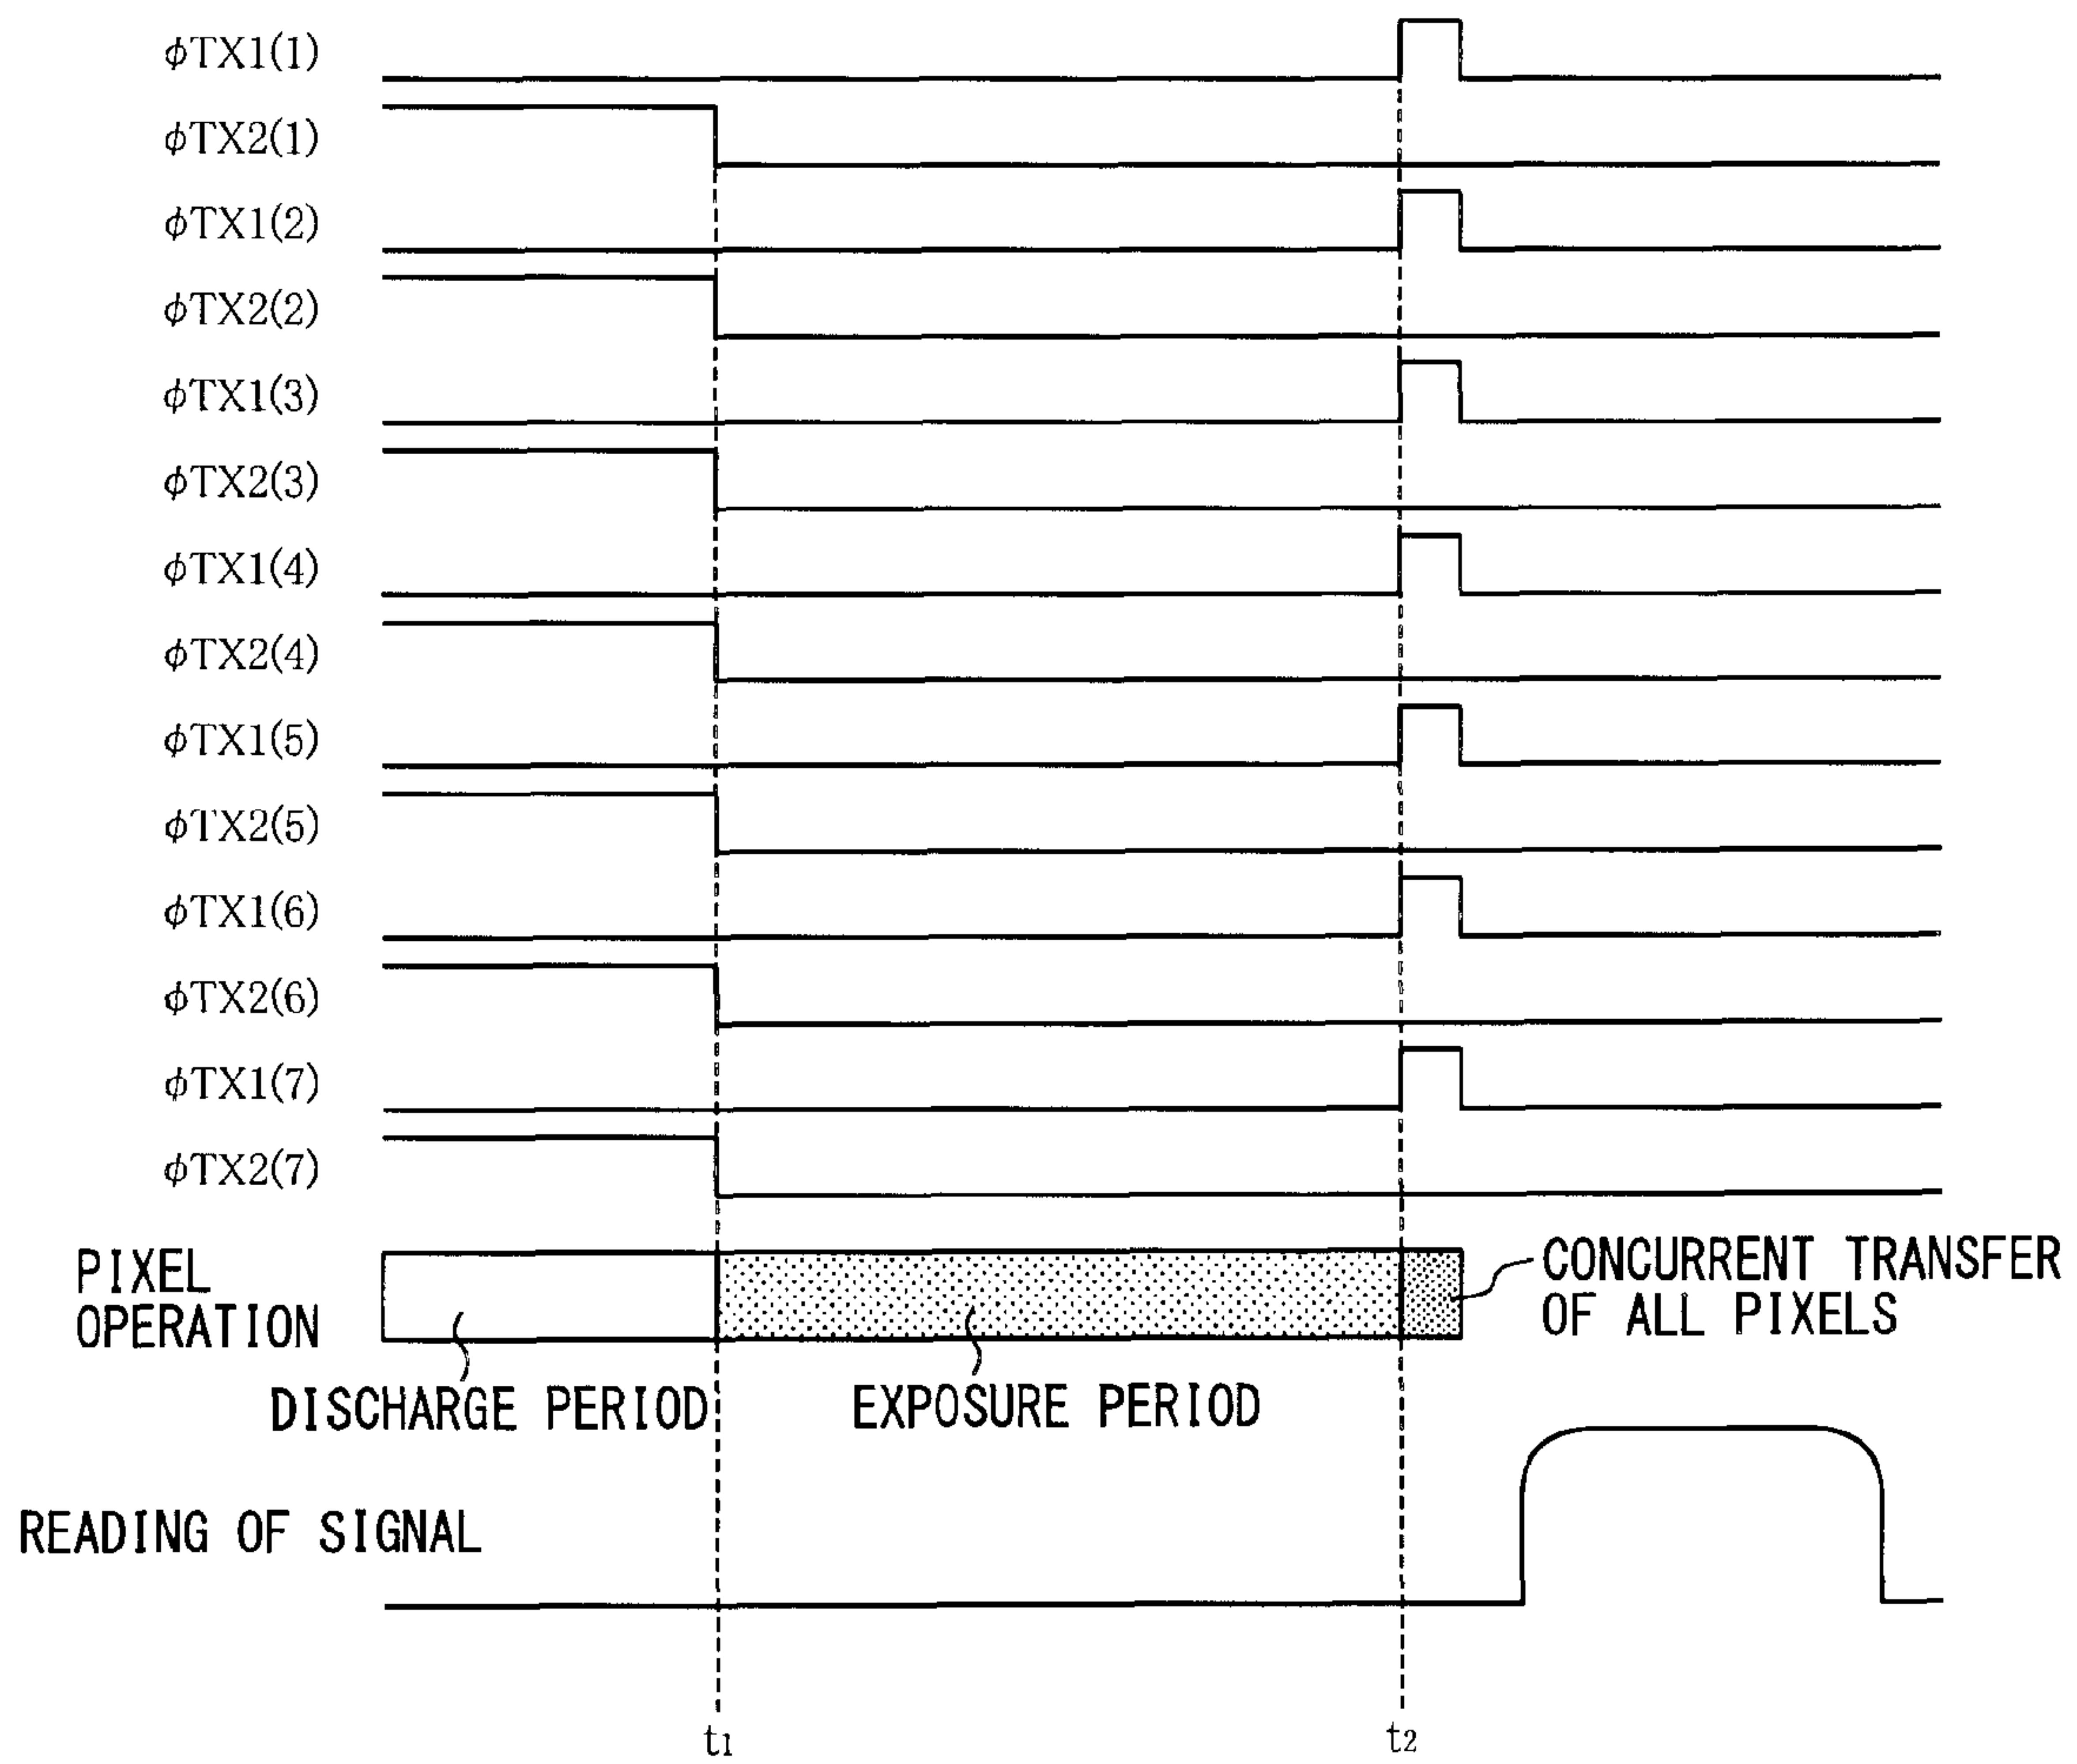 ϕTX1(1)
ϕTX2(1)
ϕTX1(2)
ϕTX2(2)
ϕTX1(3)
ϕTX2(3)
ϕTX1(4)
ϕTX2(4)
ϕTX1(5)
ϕTX2(5)
ϕTX1(6)
ϕTX2(6)
ϕTX1(7)
ϕTX2(7)
PIXEL
OPERATION
CONCURRENT TRANSFER
OF ALL PIXELS
DISCHARGE PERIOD
EXPOSURE PERIOD
READING OF SIGNAL
t1
t2